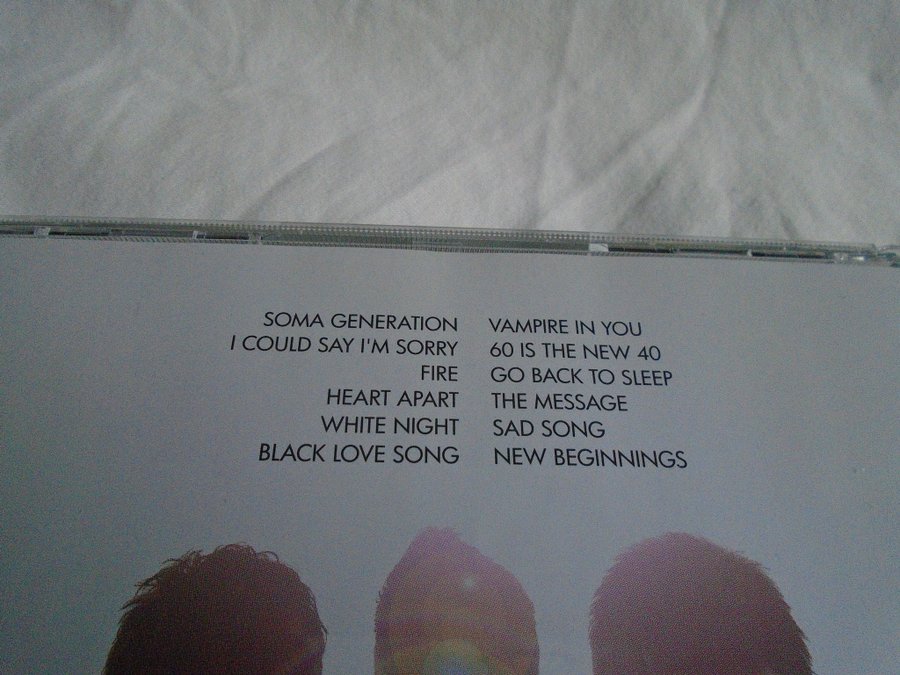 SOMA GENERATION
I COULD SAY I'M SORRY
FIRE
HEART APART
WHITE NIGHT
BLACK LOVE SONG
VAMPIRE IN YOU
60 IS THE NEW 40
GO BACK TO SLEEP
THE MESSAGE
SAD SONG
NEW BEGINNINGS